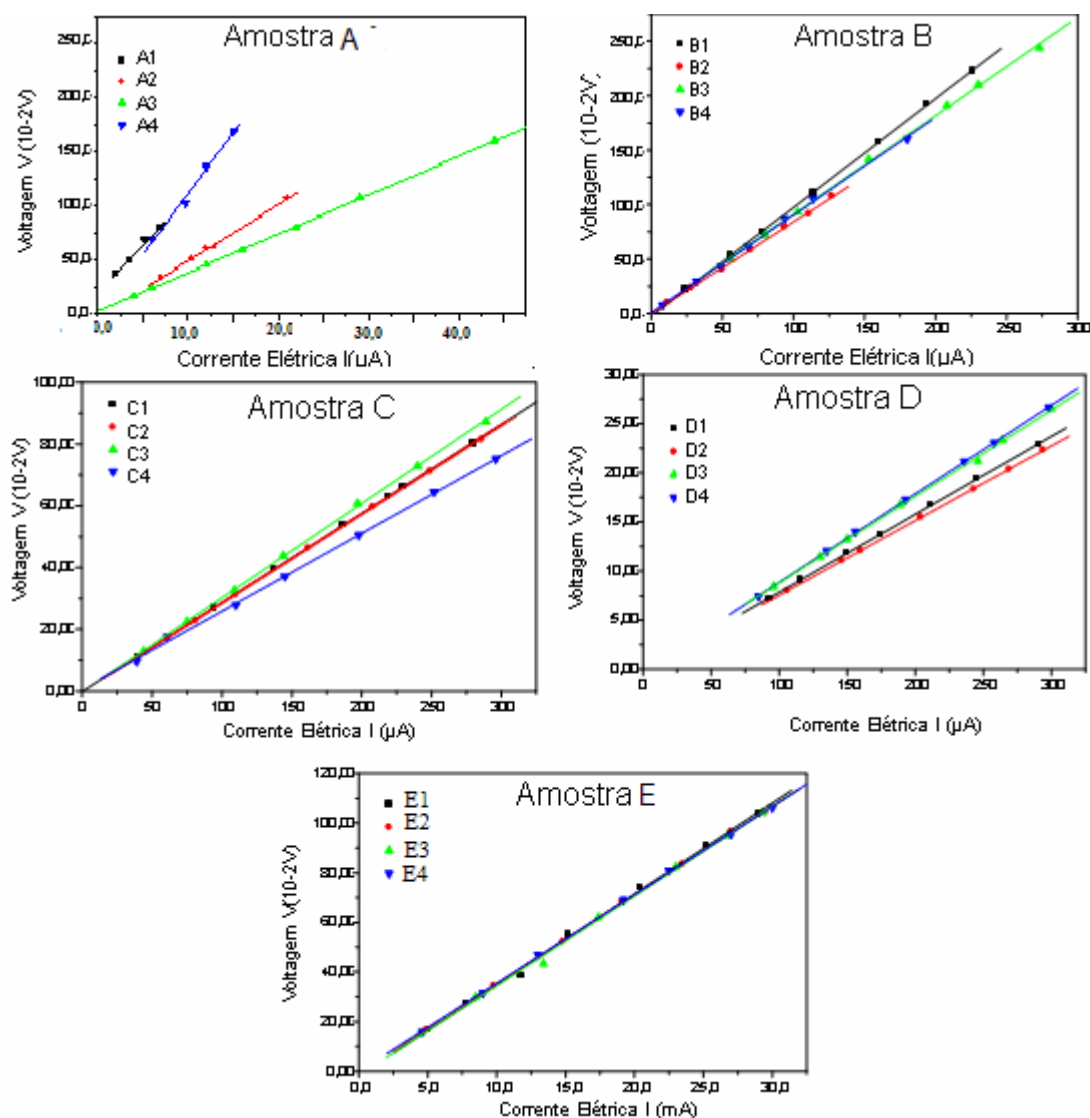 Amostra A
A1
A2
A3
A4
250,0
200,0
150,0
100,0
50,0
0,0
Voltagem V (10-2V)
0,0 10,0 20,0 30,0 40,0
Corrente Elétrica I(µA)
Amostra B
B1
B2
B3
B4
250,0
200,0
150,0
100,0
50,0
0,0
Voltagem (10-2V)
0 50 100 150 200 250 300
Corrente Elétrica I(µA)
Amostra C
C1
C2
C3
C4
100,00
80,00
60,00
40,00
20,00
0,00
Voltagem V (10-2V)
0 50 100 150 200 250 300
Corrente Elétrica I (µA)
Amostra D
D1
D2
D3
D4
30,00
25,00
20,00
15,00
10,00
5,00
0,00
Voltagem V (10-2V)
0 50 100 150 200 250 300
Corrente Elétrica I (µA)
Amostra E
E1
E2
E3
E4
120,00
100,00
80,00
60,00
40,00
20,00
0,00
Voltagem V(10-2V)
0,0 5,0 10,0 15,0 20,0 25,0 30,0
Corrente Elétrica I (mA)